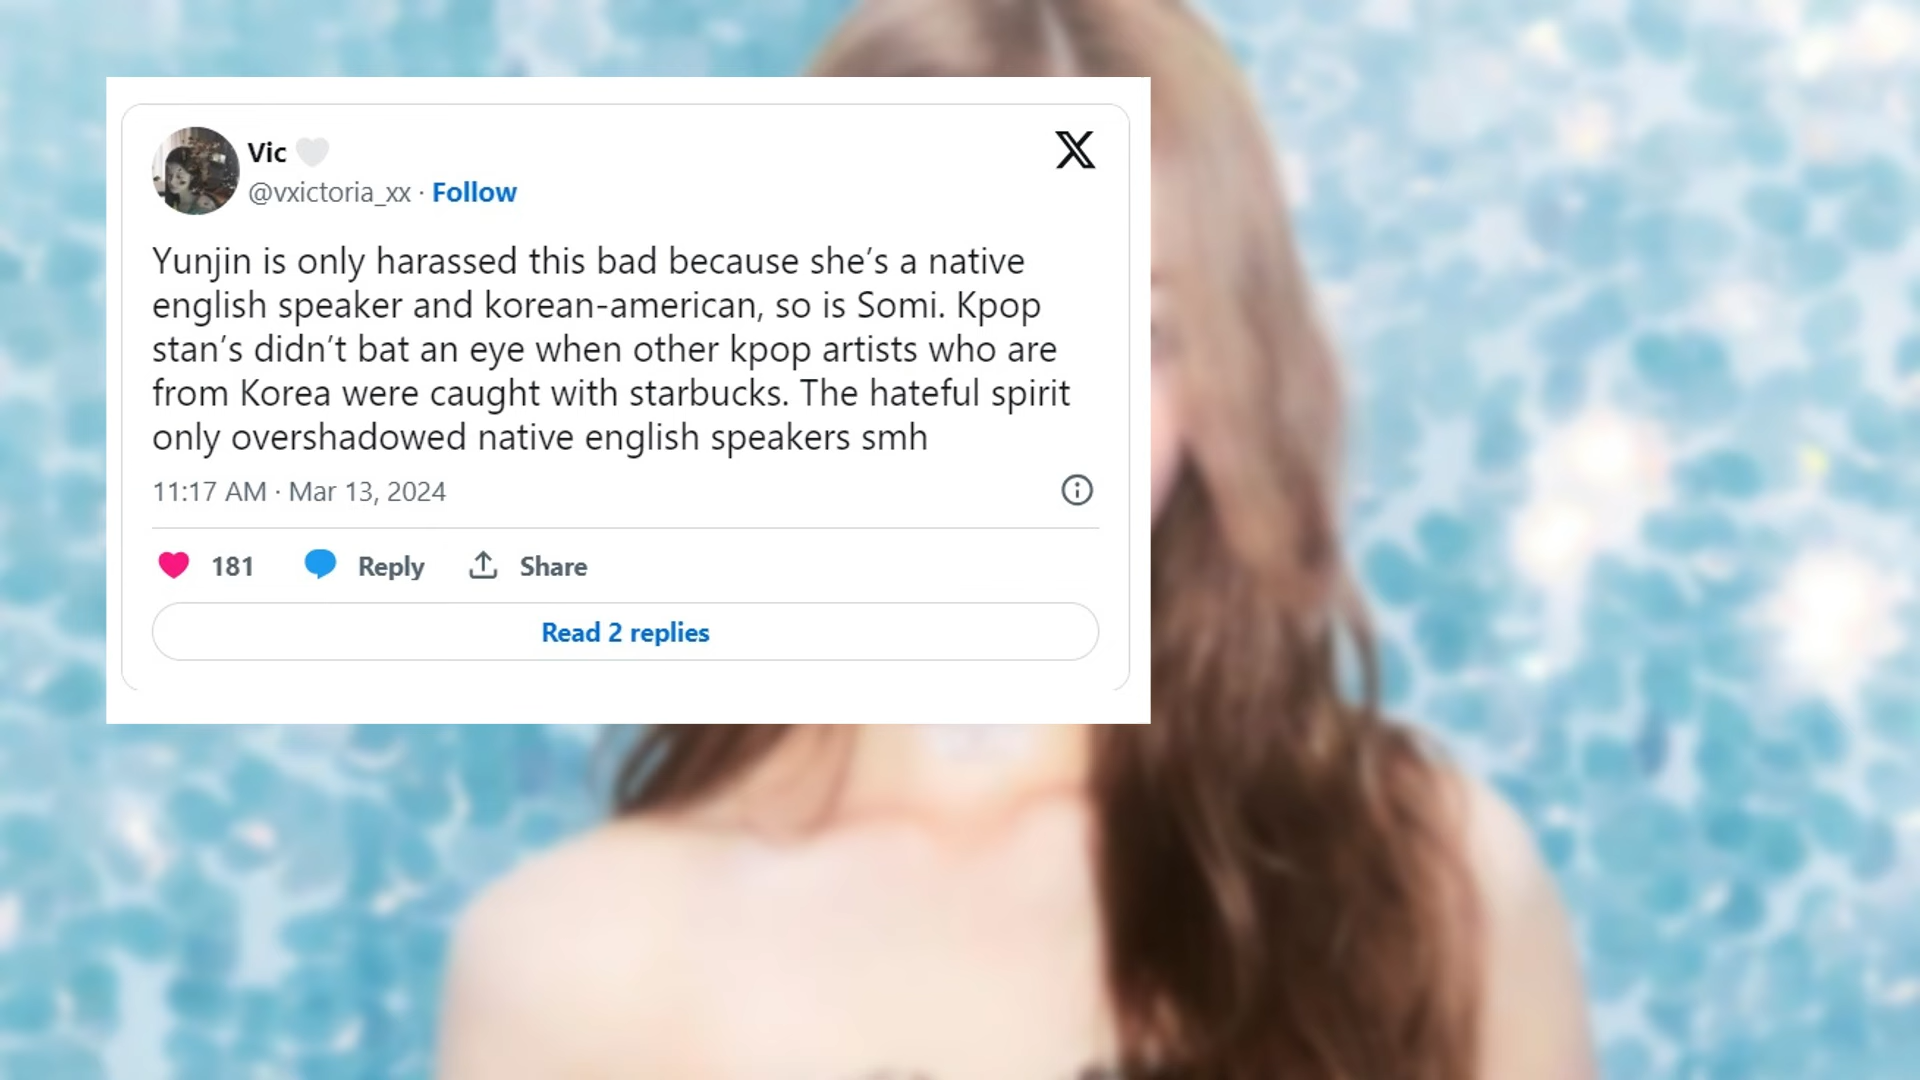 Vic 🤍
@vxictoria_xx · Follow
Yunjin is only harassed this bad because she’s a native
english speaker and korean-american, so is Somi. Kpop
stan’s didn’t bat an eye when other kpop artists who are
from Korea were caught with starbucks. The hateful spirit
only overshadowed native english speakers smh
11:17 AM · Mar 13, 2024
181 Reply Share
Read 2 replies